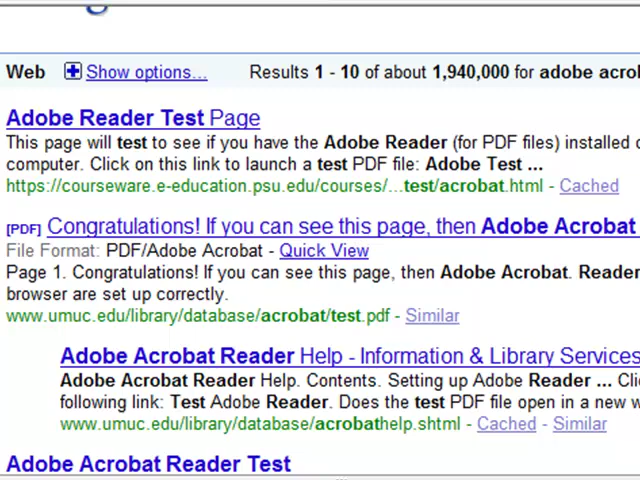 Web + Show options... Results 1 - 10 of about 1,940,000 for adobe
Adobe Reader Test Page
This page will test to see if you have the Adobe Reader (for PDF files) installed
computer. Click on this link to launch a test PDF file: Adobe Test ...
https://courseware.e-education.psu.edu/courses/...test/acrobat.html - Cached
[PDF] Congratulations! If you can see this page, then Adobe Acrobat
File Format: PDF/Adobe Acrobat - Quick View
Page 1. Congratulations! If you can see this page, then Adobe Acrobat. Reader
browser are set up correctly.
www.umuc.edu/library/database/acrobat/test.pdf - Similar
Adobe Acrobat Reader Help - Information & Library Services
Adobe Acrobat Reader Help. Contents. Setting up Adobe Reader ...
following link: Test Adobe Reader. Does the test PDF file open in a new
www.umuc.edu/library/database/acrobathelp.shtml - Cached - Similar
Adobe Acrobat Reader Test